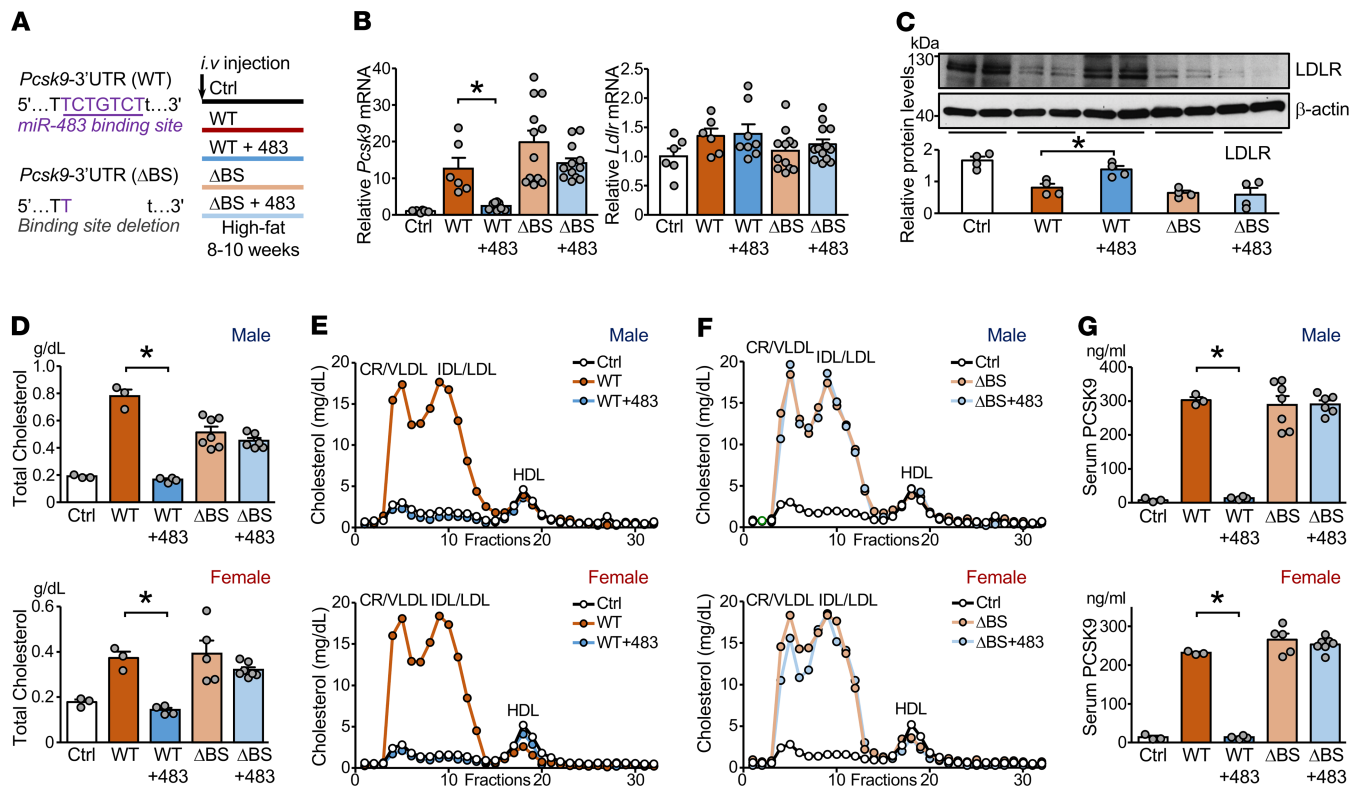 A
Pcsk9-3'UTR (WT)
5'...TTCTGTCTt...3'
miR-483 binding site
Pcsk9-3'UTR (ΔBS)
5'...TT t...3'
Binding site deletion
i.v injection
Ctrl
WT
WT + 483
ΔBS
ΔBS + 483
High-fat
8-10 weeks
B
Relative Pcsk9 mRNA
40
30
20
10
0
*
Ctrl WT WT ΔBS ΔBS
+483 +483
Relative Ldlr mRNA
2.5
2.0
1.5
1.0
0.5
0
Ctrl WT WT ΔBS ΔBS
+483 +483
C
kDa
130
40
LDLR
β-actin
Relative protein levels
2
1
0
*
LDLR
Ctrl WT WT ΔBS ΔBS
+483 +483
D
Male
g/dL
Total Cholesterol
1.0
0.8
0.6
0.4
0.2
0
*
Ctrl WT WT ΔBS ΔBS
+483 +483
Female
g/dL
Total Cholesterol
0.6
0.4
0.2
0
*
Ctrl WT WT ΔBS ΔBS
+483 +483
E
Male
Cholesterol (mg/dL)
20
15
10
5
0
CR/VLDL IDL/LDL
HDL
Ctrl
WT
WT+483
0 10 Fractions 20 30
Female
Cholesterol (mg/dL)
20
15
10
5
0
CR/VLDL IDL/LDL
HDL
Ctrl
WT
WT+483
0 10 Fractions 20 30
F
Male
Cholesterol (mg/dL)
20
15
10
5
0
CR/VLDL IDL/LDL
HDL
Ctrl
ΔBS
ΔBS+483
0 10 Fractions 20 30
Female
Cholesterol (mg/dL)
20
15
10
5
0
CR/VLDL IDL/LDL
HDL
Ctrl
ΔBS
ΔBS+483
0 10 Fractions 20 30
G
Male
ng/ml
Serum PCSK9
400
300
200
100
0
*
Ctrl WT WT ΔBS ΔBS
+483 +483
Female
ng/ml
Serum PCSK9
300
200
100
0
*
Ctrl WT WT ΔBS ΔBS
+483 +483